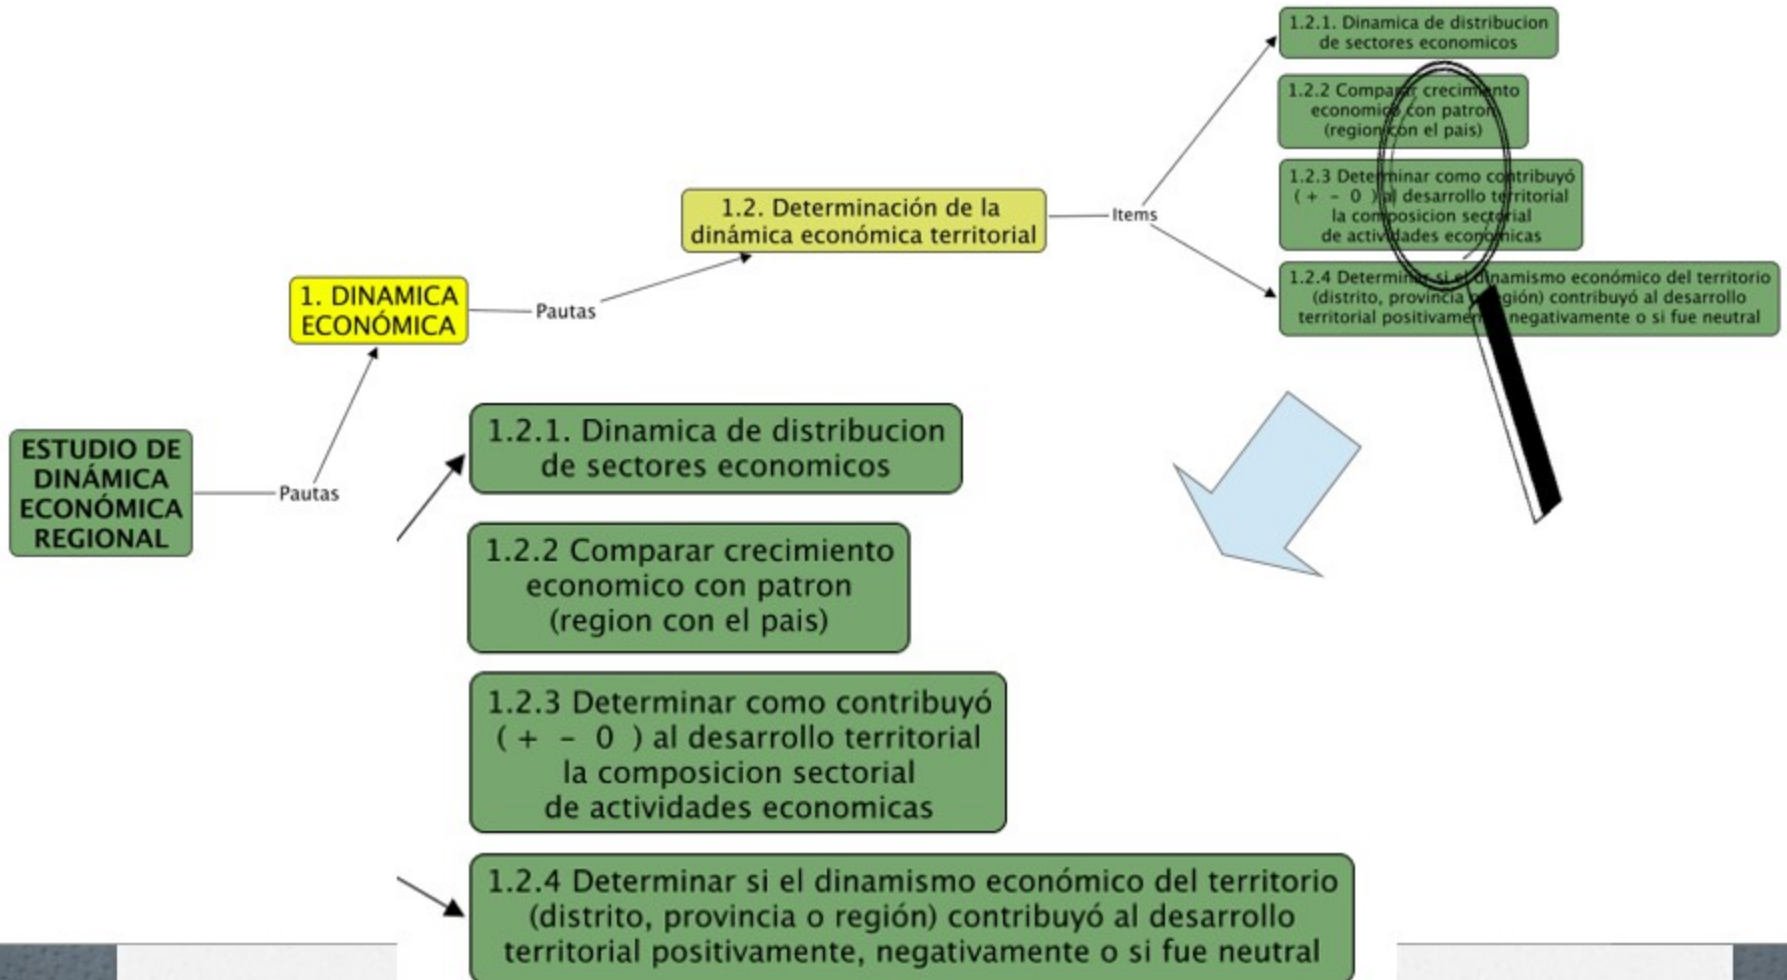 1.2.1. Dinamica de distribucion
de sectores economicos
1.2.2 Comparar crecimiento
economico con patron
(region con el pais)
1.2.3 Determinar como contribuyó
( + - 0 ) al desarrollo territorial
la composicion sectorial
de actividades economicas
1.2.4 Determinar si el dinamismo económico del territorio
(distrito, provincia o región) contribuyó al desarrollo
territorial positivamente, negativamente o si fue neutral
1.2. Determinación de la
dinámica económica territorial
Items
1. DINAMICA
ECONÓMICA
Pautas
ESTUDIO DE
DINÁMICA
ECONÓMICA
REGIONAL
Pautas
1.2.1. Dinamica de distribucion
de sectores economicos
1.2.2 Comparar crecimiento
economico con patron
(region con el pais)
1.2.3 Determinar como contribuyó
( + - 0 ) al desarrollo territorial
la composicion sectorial
de actividades economicas
1.2.4 Determinar si el dinamismo económico del territorio
(distrito, provincia o región) contribuyó al desarrollo
territorial positivamente, negativamente o si fue neutral